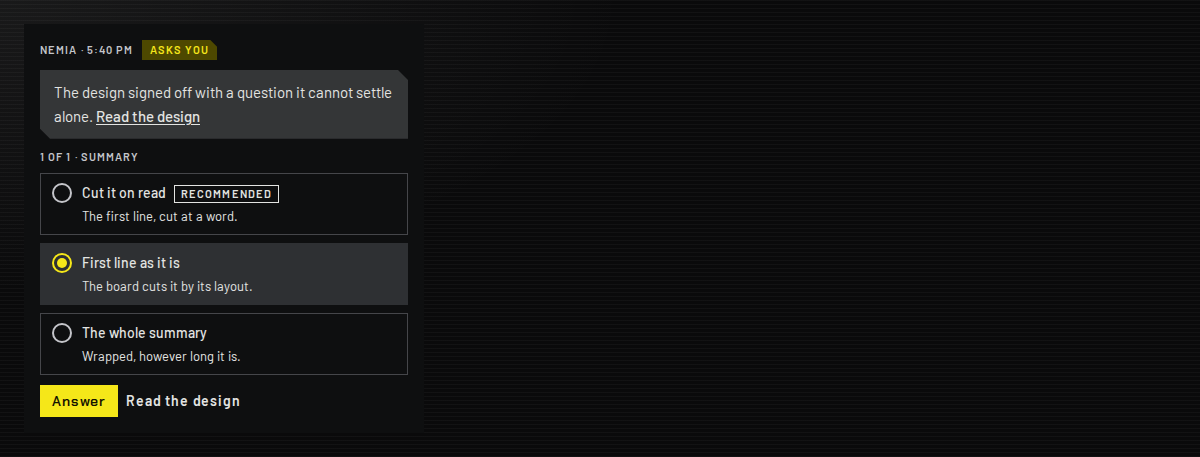 NEMIA · 5:40 PM ASKS YOU
The design signed off with a question it cannot settle
alone. Read the design
1 OF 1 · SUMMARY
Cut it on read RECOMMENDED
The first line, cut at a word.
First line as it is
The board cuts it by its layout.
The whole summary
Wrapped, however long it is.
Answer Read the design